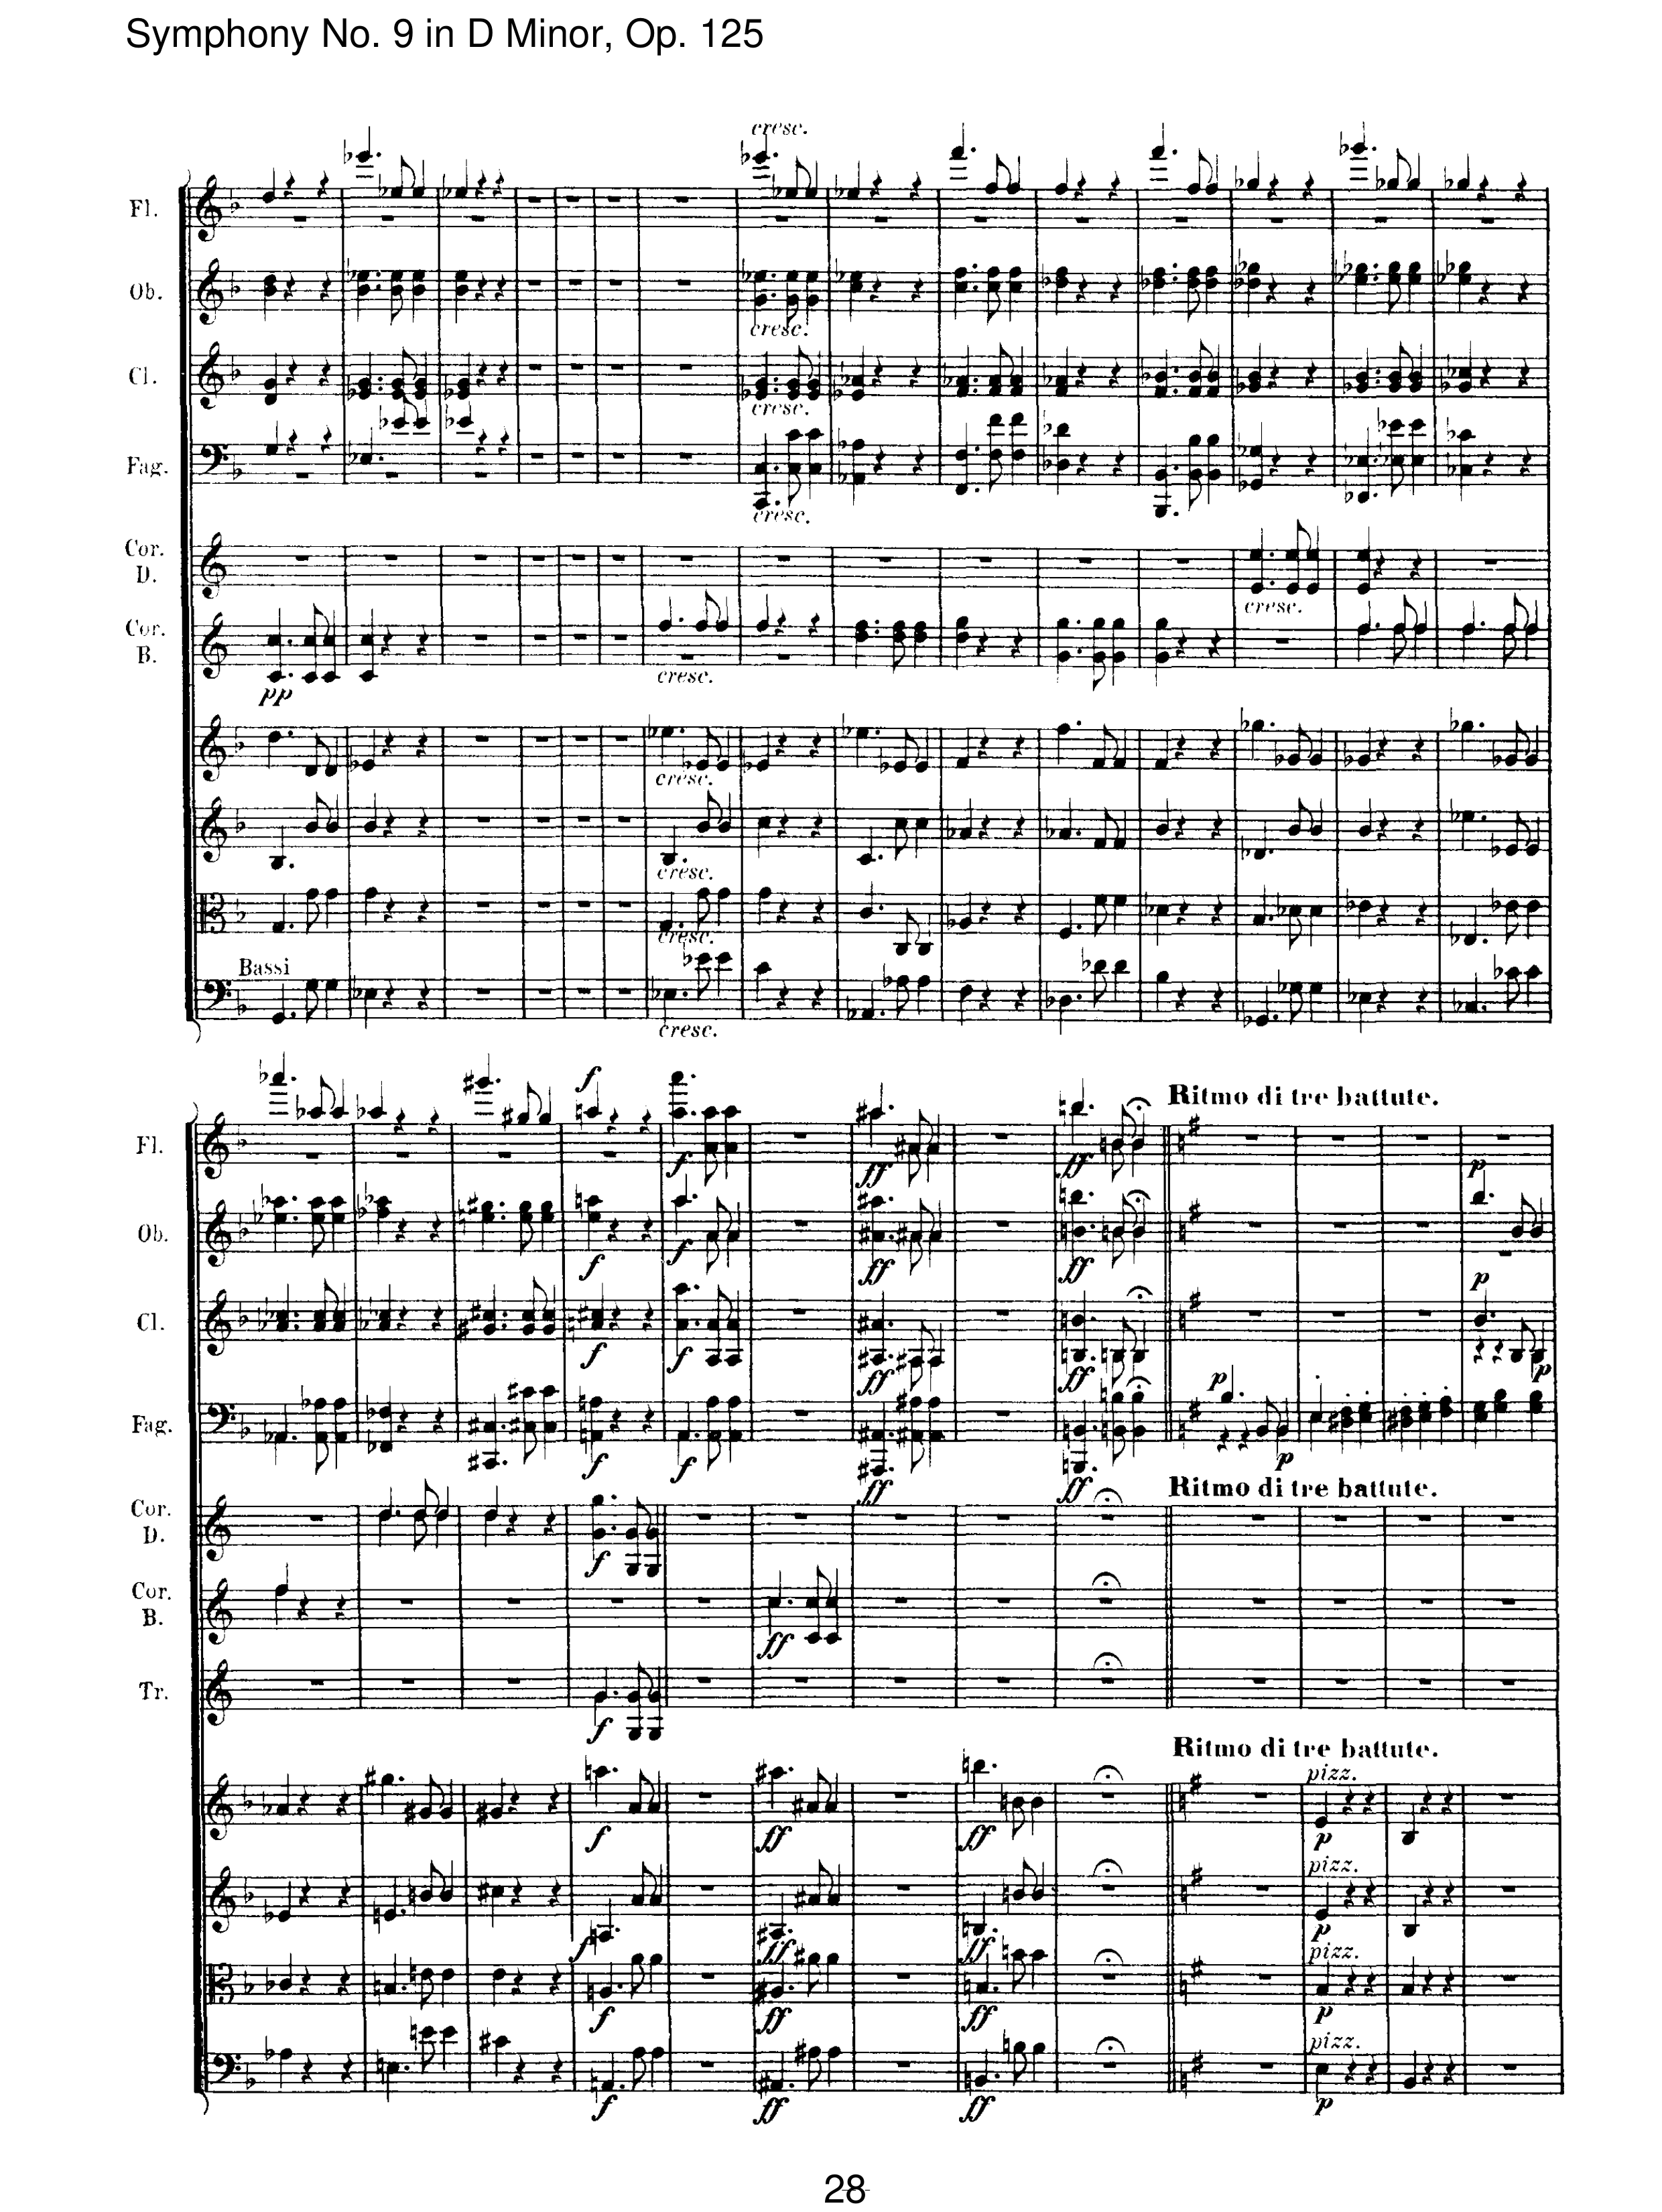 Symphony No. 9 in D Minor, Op. 125
cresc.
Fl.
Ob.
cresc.
Cl.
cresc.
Fag.
cresc.
Cor.
D.
cresc.
Cor.
B.
pp
cresc.
cresc.
cresc.
cresc.
Bassi
cresc.
f
Ritmo di tre battute.
Fl.
f ff ff p
Ob.
f f ff ff p
Cl.
f f ff ff p p
Fag.
f f ff ff p
Ritmo di tre battute.
Cor.
D.
f
Cor.
B.
ff
Tr.
f
Ritmo di tre battute.
pizz.
f ff ff p
pizz.
f ff ff p
pizz.
f ff ff p
pizz.
f ff ff p
28